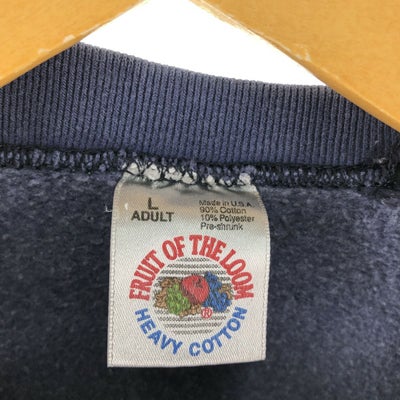 L
ADULT
Made in U.S.A.
90% Cotton
10% Polyester
Pre-shrunk
FRUIT OF THE LOOM
®
HEAVY COTTON